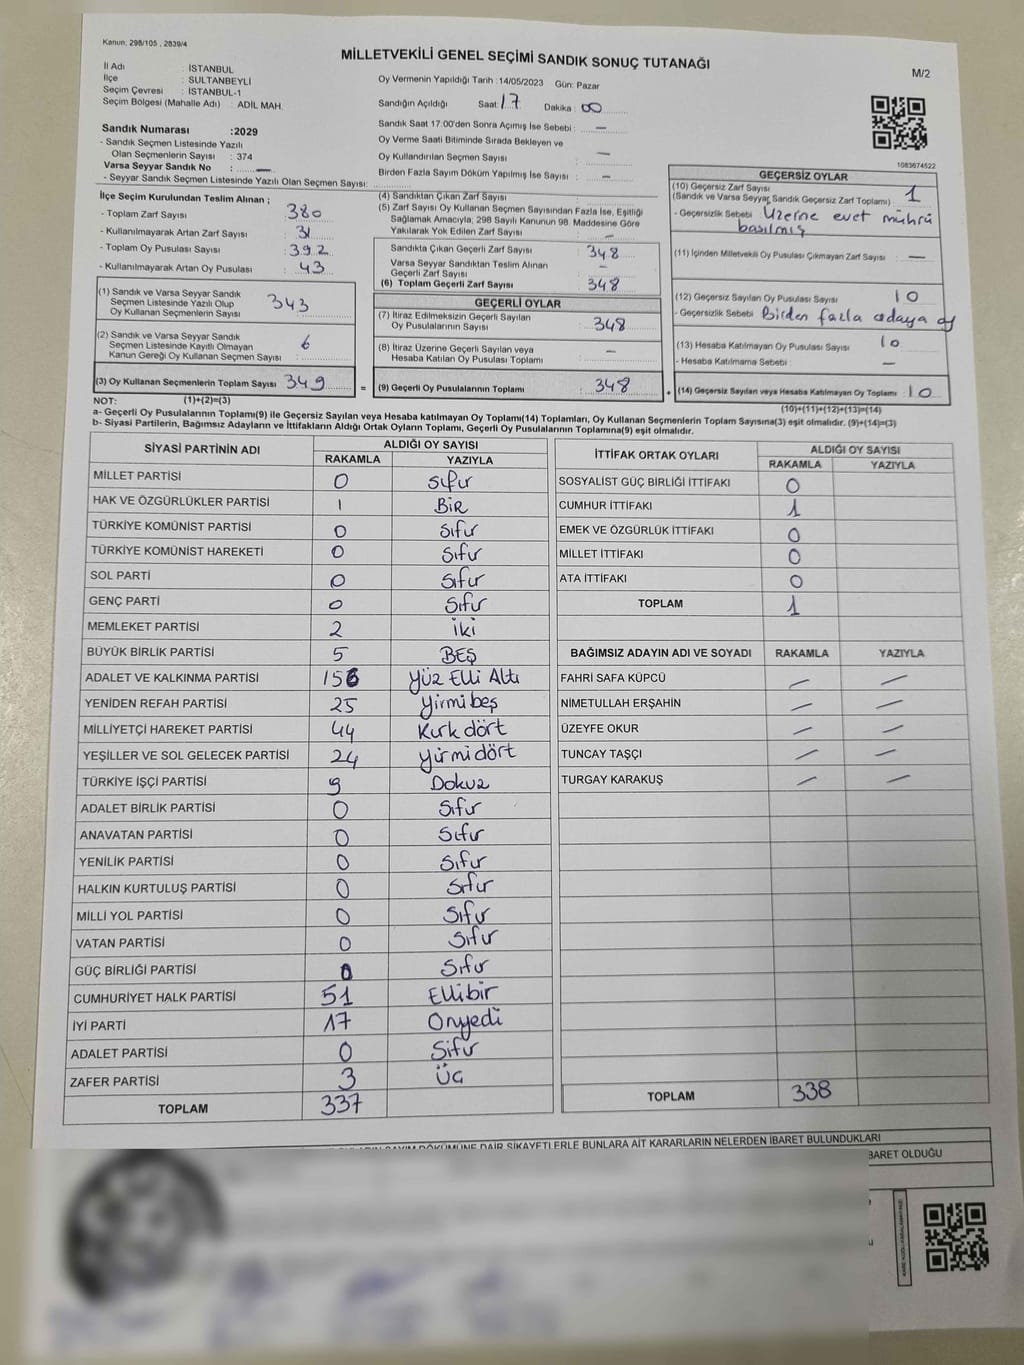 Kanun: 298/105 , 2839/4
MİLLETVEKİLİ GENEL SEÇİMİ SANDIK SONUÇ TUTANAĞI
M/2
İl Adı : İSTANBUL
İlçe : SULTANBEYLİ
Seçim Çevresi : İSTANBUL-1
Seçim Bölgesi (Mahalle Adı) : ADİL MAH.
Sandık Numarası :2029
- Sandık Seçmen Listesinde Yazılı
Olan Seçmenlerin Sayısı : 374
Varsa Seyyar Sandık No : —
- Seyyar Sandık Seçmen Listesinde Yazılı Olan Seçmen Sayısı:
Oy Vermenin Yapıldığı Tarih :14/05/2023 Gün: Pazar
Sandığın Açıldığı Saat: 17 Dakika : 00
Sandık Saat 17.00'den Sonra Açımış İse Sebebi : —
Oy Verme Saati Bitiminde Sırada Bekleyen ve
Oy Kullandırılan Seçmen Sayısı : —
Birden Fazla Sayım Döküm Yapılmış İse Sayısı : —
1083674522
İlçe Seçim Kurulundan Teslim Alınan ;
- Toplam Zarf Sayısı : 380
- Kullanılmayarak Artan Zarf Sayısı : 31
- Toplam Oy Pusulası Sayısı : 392
- Kullanılmayarak Artan Oy Pusulası : 43
(1) Sandık ve Varsa Seyyar Sandık
Seçmen Listesinde Yazılı Olup
Oy Kullanan Seçmenlerin Sayısı : 343
(2) Sandık ve Varsa Seyyar Sandık
Seçmen Listesinde Kayıtlı Olmayan
Kanun Gereği Oy Kullanan Seçmen Sayısı : 6
(3) Oy Kullanan Seçmenlerin Toplam Sayısı : 349
(4) Sandıktan Çıkan Zarf Sayısı :
(5) Zarf Sayısı Oy Kullanan Seçmen Sayısından Fazla İse, Eşitliği
Sağlamak Amacıyla; 298 Sayılı Kanunun 98. Maddesine Göre
Yakılarak Yok Edilen Zarf Sayısı : —
Sandıkta Çıkan Geçerli Zarf Sayısı : 348
Varsa Seyyar Sandıktan Teslim Alınan
Geçerli Zarf Sayısı : —
(6) Toplam Geçerli Zarf Sayısı : 348
GEÇERLİ OYLAR
(7) İtiraz Edilmeksizin Geçerli Sayılan
Oy Pusulalarının Sayısı : 348
(8) İtiraz Üzerine Geçerli Sayılan veya
Hesaba Katılan Oy Pusulası Toplamı : —
= (9) Geçerli Oy Pusulalarının Toplamı : 348
GEÇERSİZ OYLAR
(10) Geçersiz Zarf Sayısı
(Sandık ve Varsa Seyyar Sandık Geçersiz Zarf Toplamı) : 1
- Geçersizlik Sebebi : üzerine evet mührü
basılmış
(11) İçinden Milletvekili Oy Pusulası Çıkmayan Zarf Sayısı : —
(12) Geçersiz Sayılan Oy Pusulası Sayısı : 10
- Geçersizlik Sebebi : Birden fazla adaya oy
(13) Hesaba Katılmayan Oy Pusulası Sayısı : 10
- Hesaba Katılmama Sebebi : —
+ (14) Geçersiz Sayılan veya Hesaba Katılmayan Oy Toplamı : 10
NOT: (1)+(2)=(3) (10)+(11)+(12)+(13)=(14)
a- Geçerli Oy Pusulalarının Toplamı(9) ile Geçersiz Sayılan veya Hesaba katılmayan Oy Toplamı(14) Toplamları, Oy Kullanan Seçmenlerin Toplam Sayısına(3) eşit olmalıdır. (9)+(14)=(3)
b- Siyasi Partilerin, Bağımsız Adayların ve İttifakların Aldığı Ortak Oyların Toplamı, Geçerli Oy Pusulalarının Toplamına(9) eşit olmalıdır.
SİYASİ PARTİNİN ADI ALDIĞI OY SAYISI
RAKAMLA YAZIYLA
MİLLET PARTİSİ 0 sıfır
HAK VE ÖZGÜRLÜKLER PARTİSİ 1 BİR
TÜRKİYE KOMÜNİST PARTİSİ 0 Sıfır
TÜRKİYE KOMÜNİST HAREKETİ 0 Sıfır
SOL PARTİ 0 Sıfır
GENÇ PARTİ 0 Sıfır
MEMLEKET PARTİSİ 2 iki
BÜYÜK BİRLİK PARTİSİ 5 BEŞ
ADALET VE KALKINMA PARTİSİ 156 Yüz Elli Altı
YENİDEN REFAH PARTİSİ 25 Yirmibeş
MİLLİYETÇİ HAREKET PARTİSİ 44 Kırkdört
YEŞİLLER VE SOL GELECEK PARTİSİ 24 Yirmidört
TÜRKİYE İŞÇİ PARTİSİ 9 Dokuz
ADALET BİRLİK PARTİSİ 0 Sıfır
ANAVATAN PARTİSİ 0 Sıfır
YENİLİK PARTİSİ 0 Sıfır
HALKIN KURTULUŞ PARTİSİ 0 Sıfır
MİLLİ YOL PARTİSİ 0 Sıfır
VATAN PARTİSİ 0 Sıfır
GÜÇ BİRLİĞİ PARTİSİ 0 Sıfır
CUMHURİYET HALK PARTİSİ 51 Ellibir
İYİ PARTİ 17 Onyedi
ADALET PARTİSİ 0 Sıfır
ZAFER PARTİSİ 3 ÜÇ
TOPLAM 337
İTTİFAK ORTAK OYLARI ALDIĞI OY SAYISI
RAKAMLA YAZIYLA
SOSYALİST GÜÇ BİRLİĞİ İTTİFAKI 0
CUMHUR İTTİFAKI 1
EMEK VE ÖZGÜRLÜK İTTİFAKI 0
MİLLET İTTİFAKI 0
ATA İTTİFAKI 0
TOPLAM 1
BAĞIMSIZ ADAYIN ADI VE SOYADI RAKAMLA YAZIYLA
FAHRİ SAFA KÜPCÜ — —
NİMETULLAH ERŞAHİN — —
ÜZEYFE OKUR — —
TUNCAY TAŞÇI — —
TURGAY KARAKUŞ — —
TOPLAM 338
DÖKÜMÜNE DAİR ŞİKAYETLERLE BUNLARA AİT KARARLARIN NELERDEN İBARET BULUNDUKLARI
BARET OLDUĞU